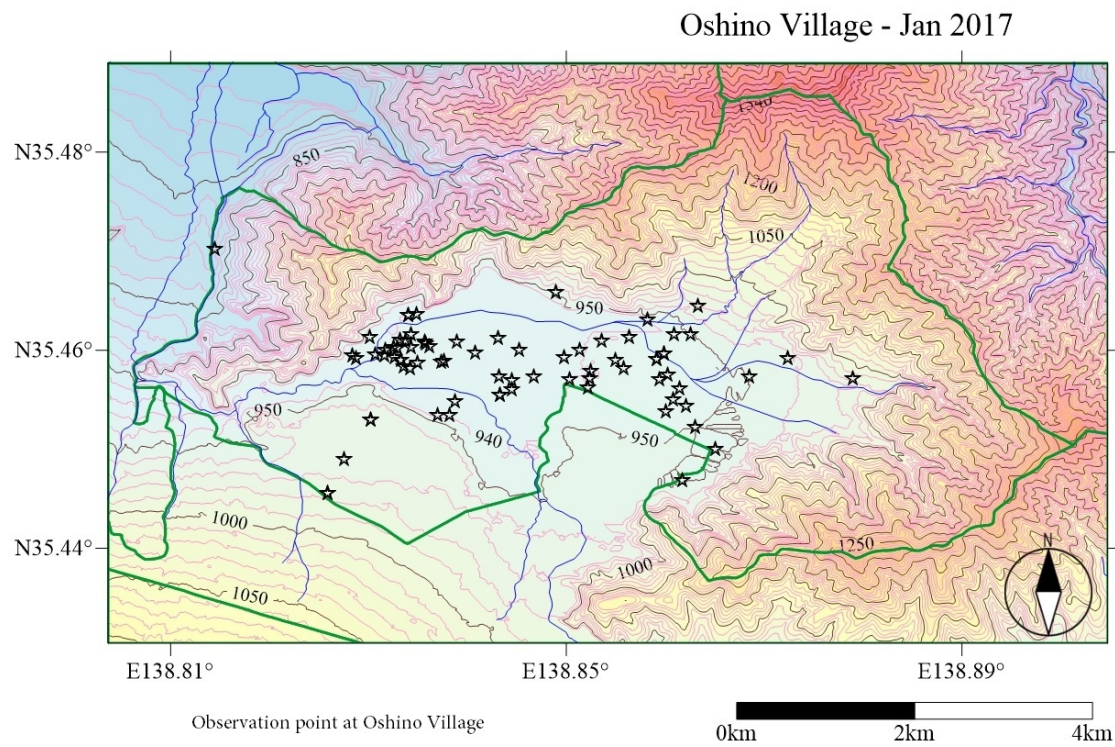 Oshino Village - Jan 2017
1340
N35.48°
850
1200
1050
950
N35.46°
950
940
950
1000
N35.44°
1250
1000
1050
N
E138.81°
E138.85°
E138.89°
Observation point at Oshino Village
0km
2km
4km